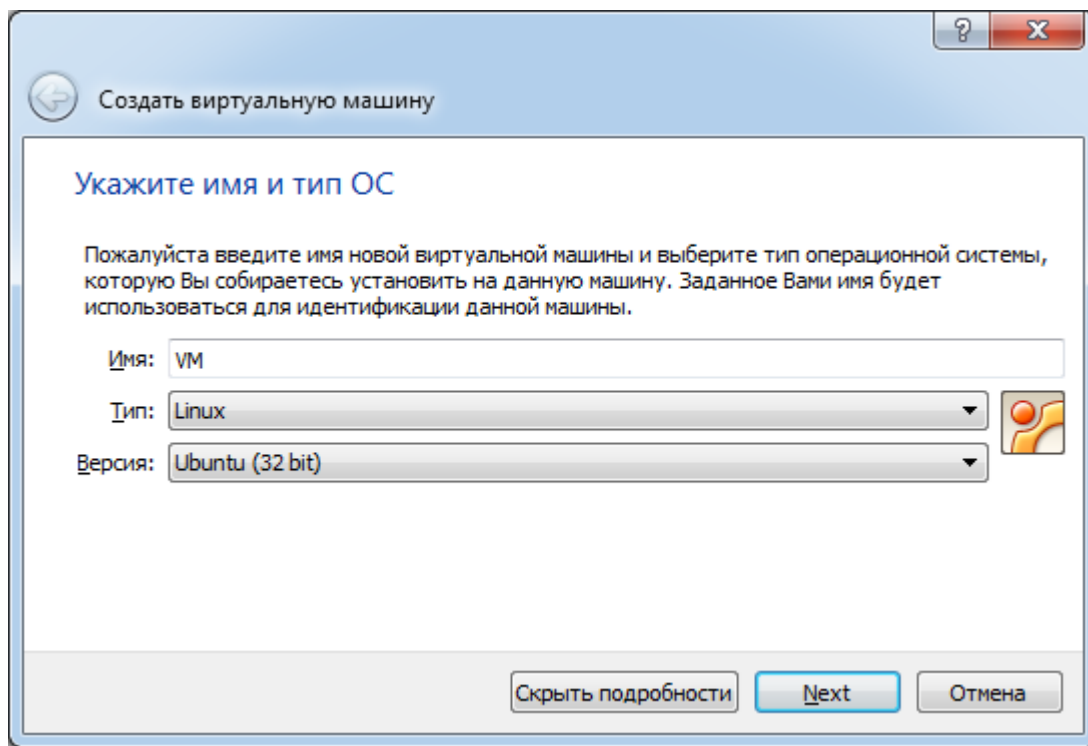 Создать виртуальную машину
Укажите имя и тип ОС
Пожалуйста введите имя новой виртуальной машины и выберите тип операционной системы,
которую Вы собираетесь установить на данную машину. Заданное Вами имя будет
использоваться для идентификации данной машины.
Имя: VM
Тип: Linux
Версия: Ubuntu (32 bit)
Скрыть подробности Next Отмена